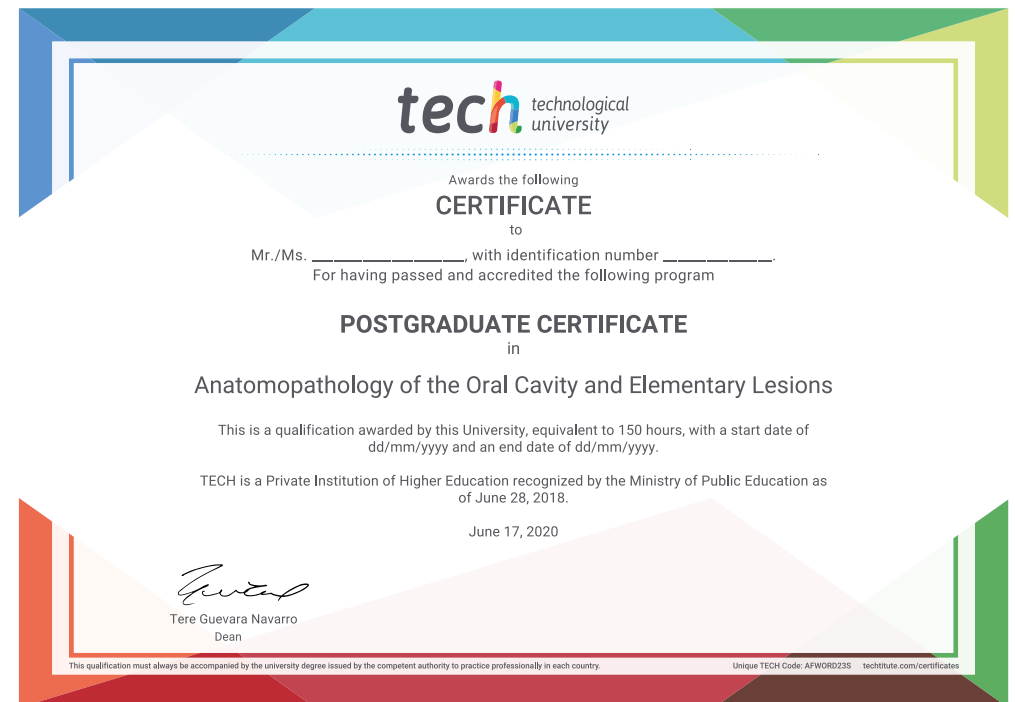 tech technological
university
Awards the following
CERTIFICATE
to
Mr./Ms. ______________, with identification number __________.
For having passed and accredited the following program
POSTGRADUATE CERTIFICATE
in
Anatomopathology of the Oral Cavity and Elementary Lesions
This is a qualification awarded by this University, equivalent to 150 hours, with a start date of
dd/mm/yyyy and an end date of dd/mm/yyyy.
TECH is a Private Institution of Higher Education recognized by the Ministry of Public Education as
of June 28, 2018.
June 17, 2020
Tere Guevara Navarro
Dean
This qualification must always be accompanied by the university degree issued by the competent authority to practice professionally in each country. Unique TECH Code: AFWORD23S techtitute.com/certificates